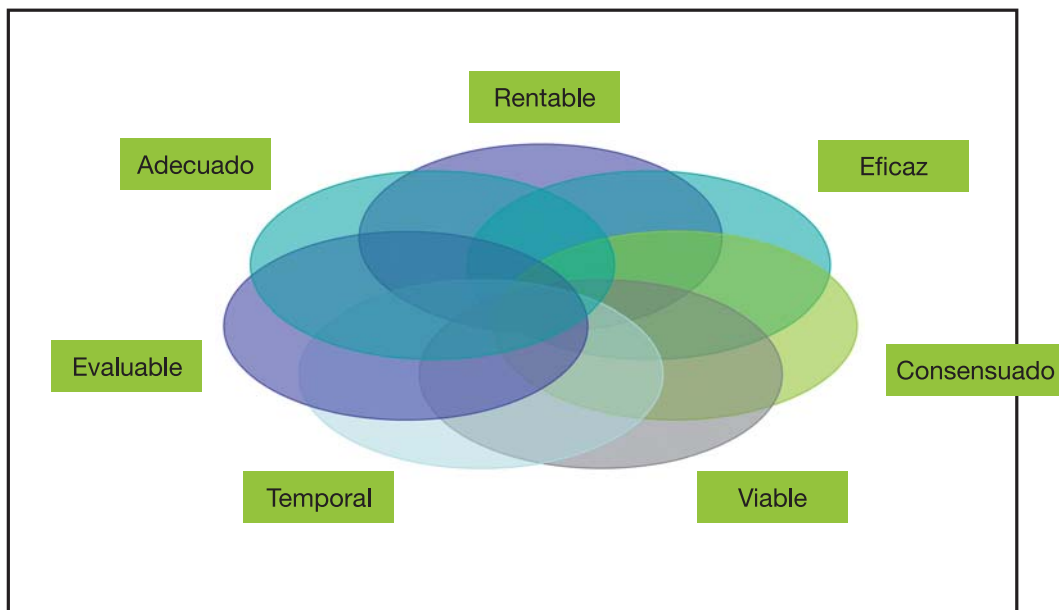 Rentable
Adecuado
Eficaz
Evaluable
Consensuado
Temporal
Viable